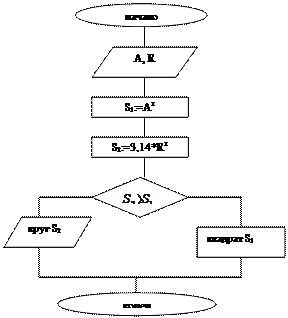 начало
A, R
S₁:=A²
S₂:=3,14*R²
S₂ >S₁
круг S₂
квадрат S₁
конец